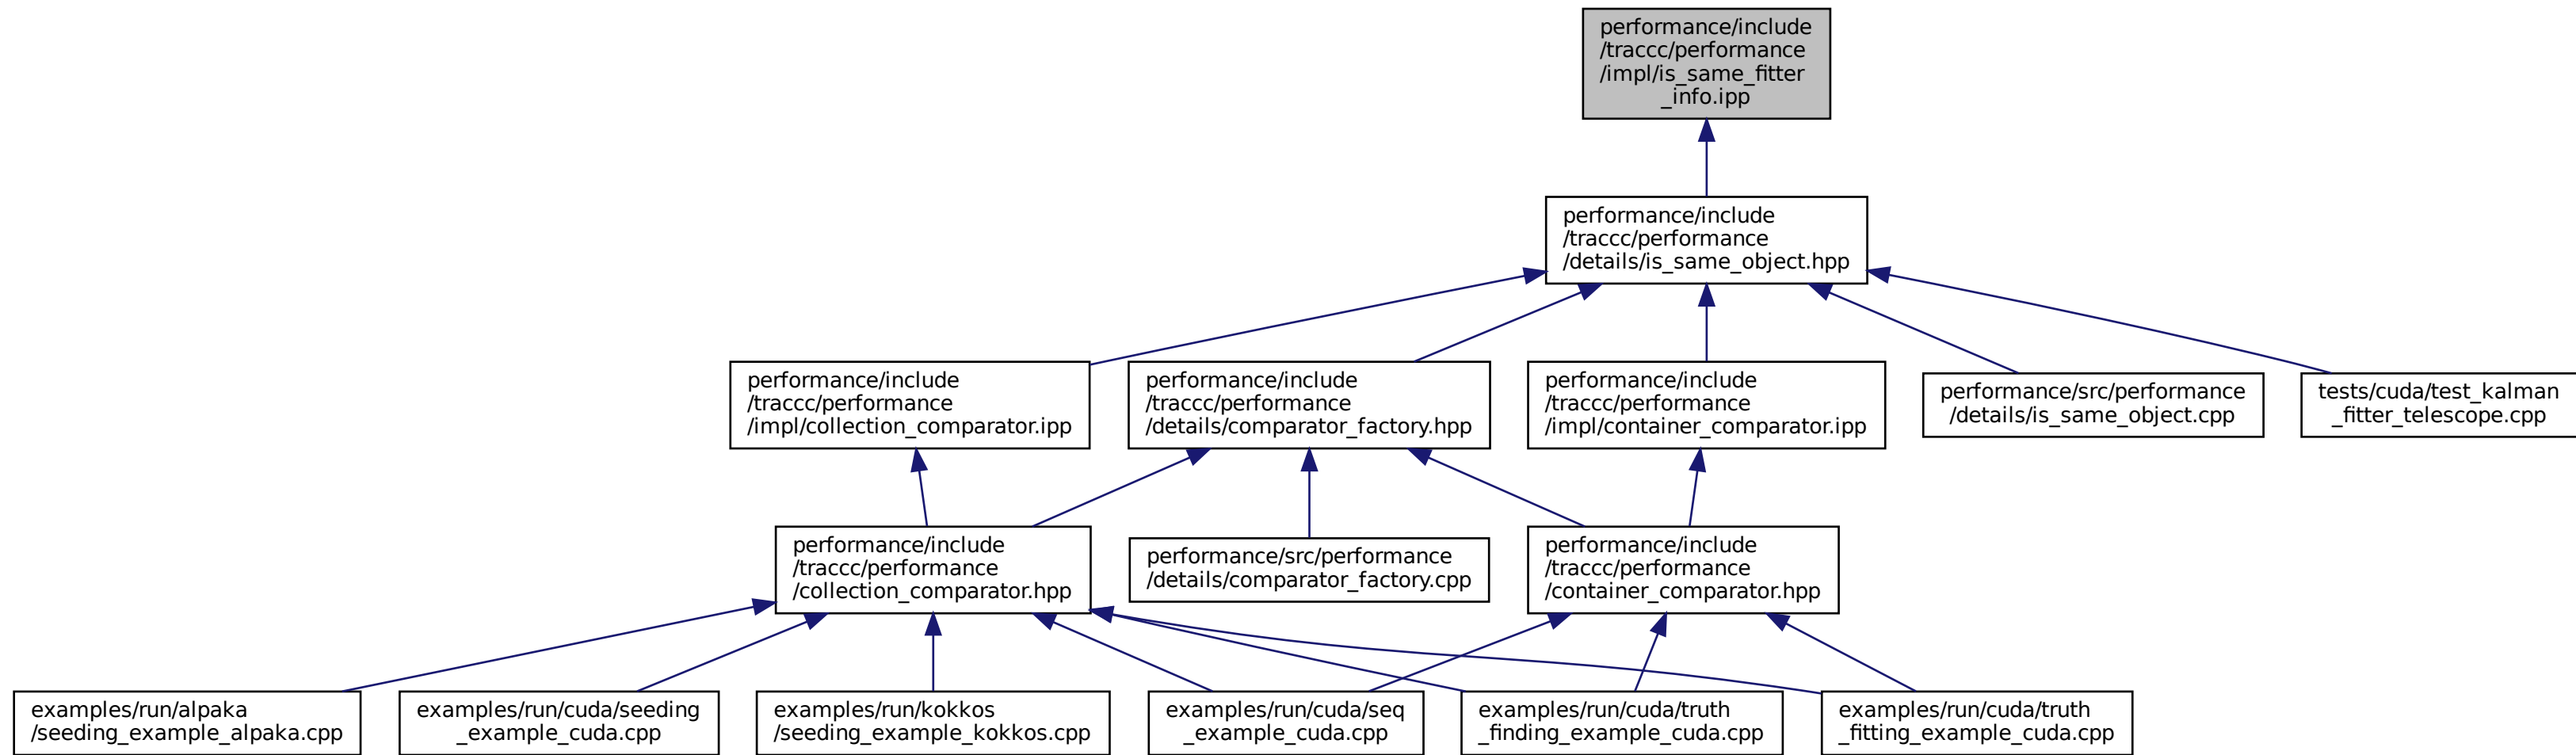 performance/include
/traccc/performance
/impl/is_same_fitter
_info.ipp
performance/include
/traccc/performance
/details/is_same_object.hpp
performance/include
/traccc/performance
/impl/collection_comparator.ipp
performance/include
/traccc/performance
/details/comparator_factory.hpp
performance/include
/traccc/performance
/impl/container_comparator.ipp
performance/src/performance
/details/is_same_object.cpp
tests/cuda/test_kalman
_fitter_telescope.cpp
performance/include
/traccc/performance
/collection_comparator.hpp
performance/src/performance
/details/comparator_factory.cpp
performance/include
/traccc/performance
/container_comparator.hpp
examples/run/alpaka
/seeding_example_alpaka.cpp
examples/run/cuda/seeding
_example_cuda.cpp
examples/run/kokkos
/seeding_example_kokkos.cpp
examples/run/cuda/seq
_example_cuda.cpp
examples/run/cuda/truth
_finding_example_cuda.cpp
examples/run/cuda/truth
_fitting_example_cuda.cpp